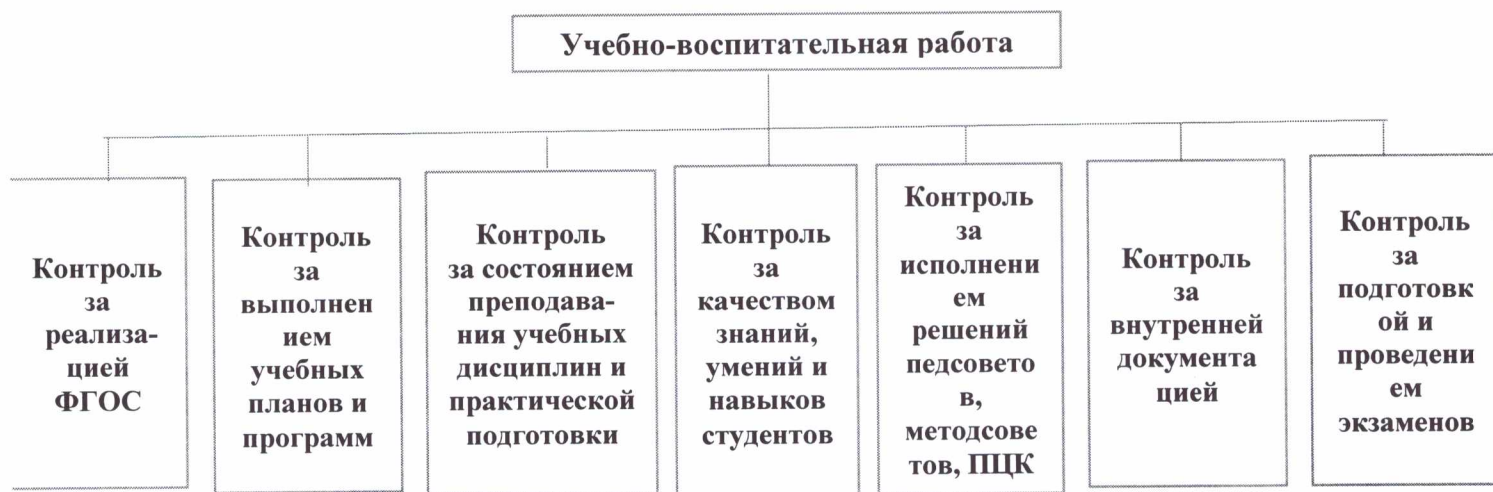 Учебно-воспитательная работа
Контроль
за
реализа-
цией
ФГОС
Контроль
за
выполнен
ием
учебных
планов и
программ
Контроль
за состоянием
преподава-
ния учебных
дисциплин и
практической
подготовки
Контроль
за
качеством
знаний,
умений и
навыков
студентов
Контроль
за
исполнени
ем
решений
педсовето
в,
методсове
тов, ПЦК
Контроль
за
внутренней
документа
цией
Контроль
за
подготовк
ой и
проведени
ем
экзаменов